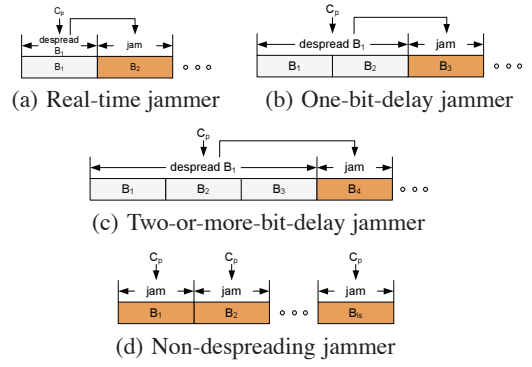 Cp
despread B1
jam
B1
B2
(a) Real-time jammer
Cp
despread B1
jam
B1
B2
B3
(b) One-bit-delay jammer
Cp
despread B1
jam
B1
B2
B3
B4
(c) Two-or-more-bit-delay jammer
Cp
Cp
Cp
jam
jam
jam
B1
B2
Bls
(d) Non-despreading jammer